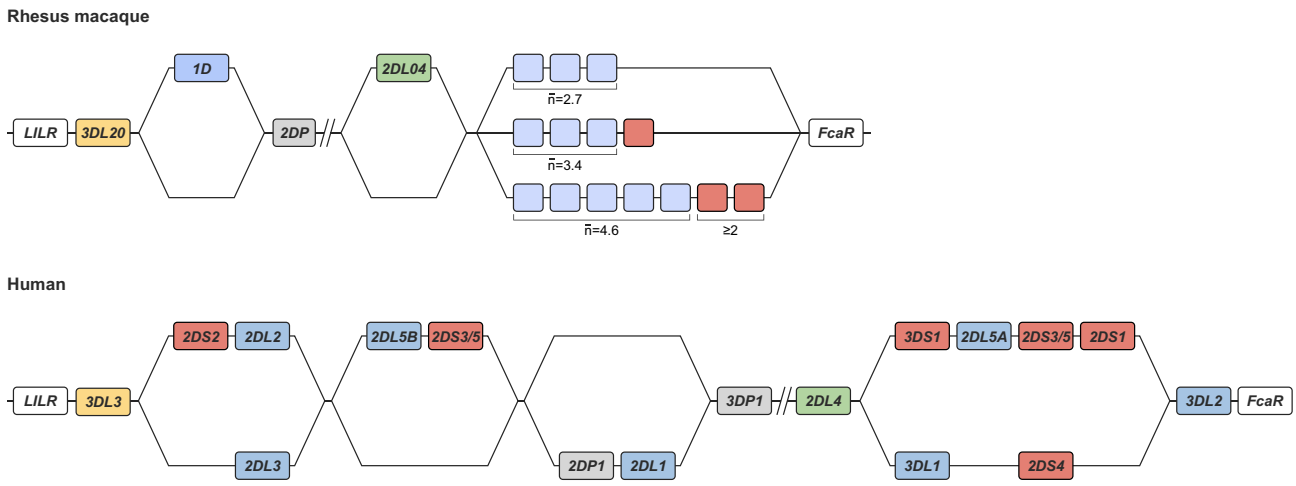 Rhesus macaque
1D
2DL04
n̄=2.7
LILR 3DL20 2DP // FcaR
n̄=3.4
n̄=4.6 ≥2
Human
2DS2 2DL2 2DL5B 2DS3/5 3DS1 2DL5A 2DS3/5 2DS1
LILR 3DL3 3DP1 // 2DL4 3DL2 FcaR
2DL3 2DP1 2DL1 3DL1 2DS4